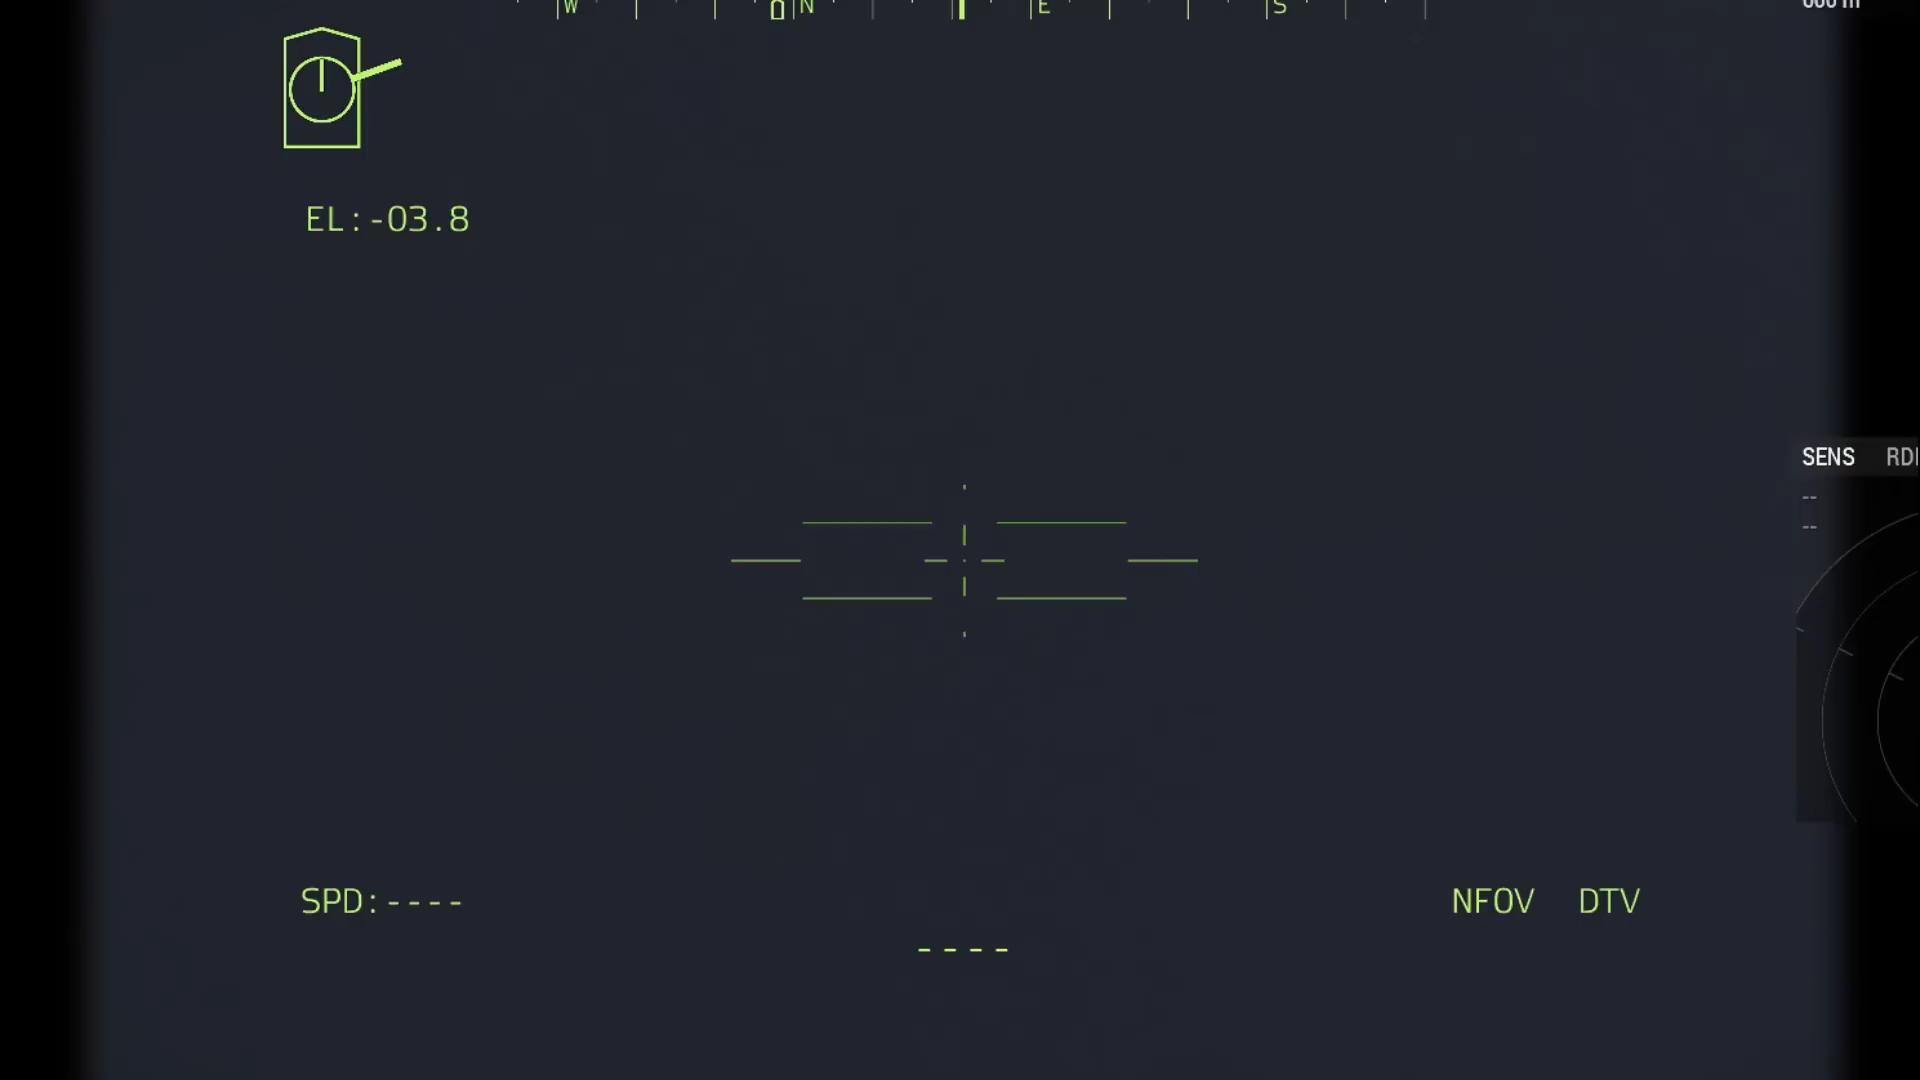 W N E S
EL:-03.8
SENS
--
--
SPD:----
NFOV DTV
----